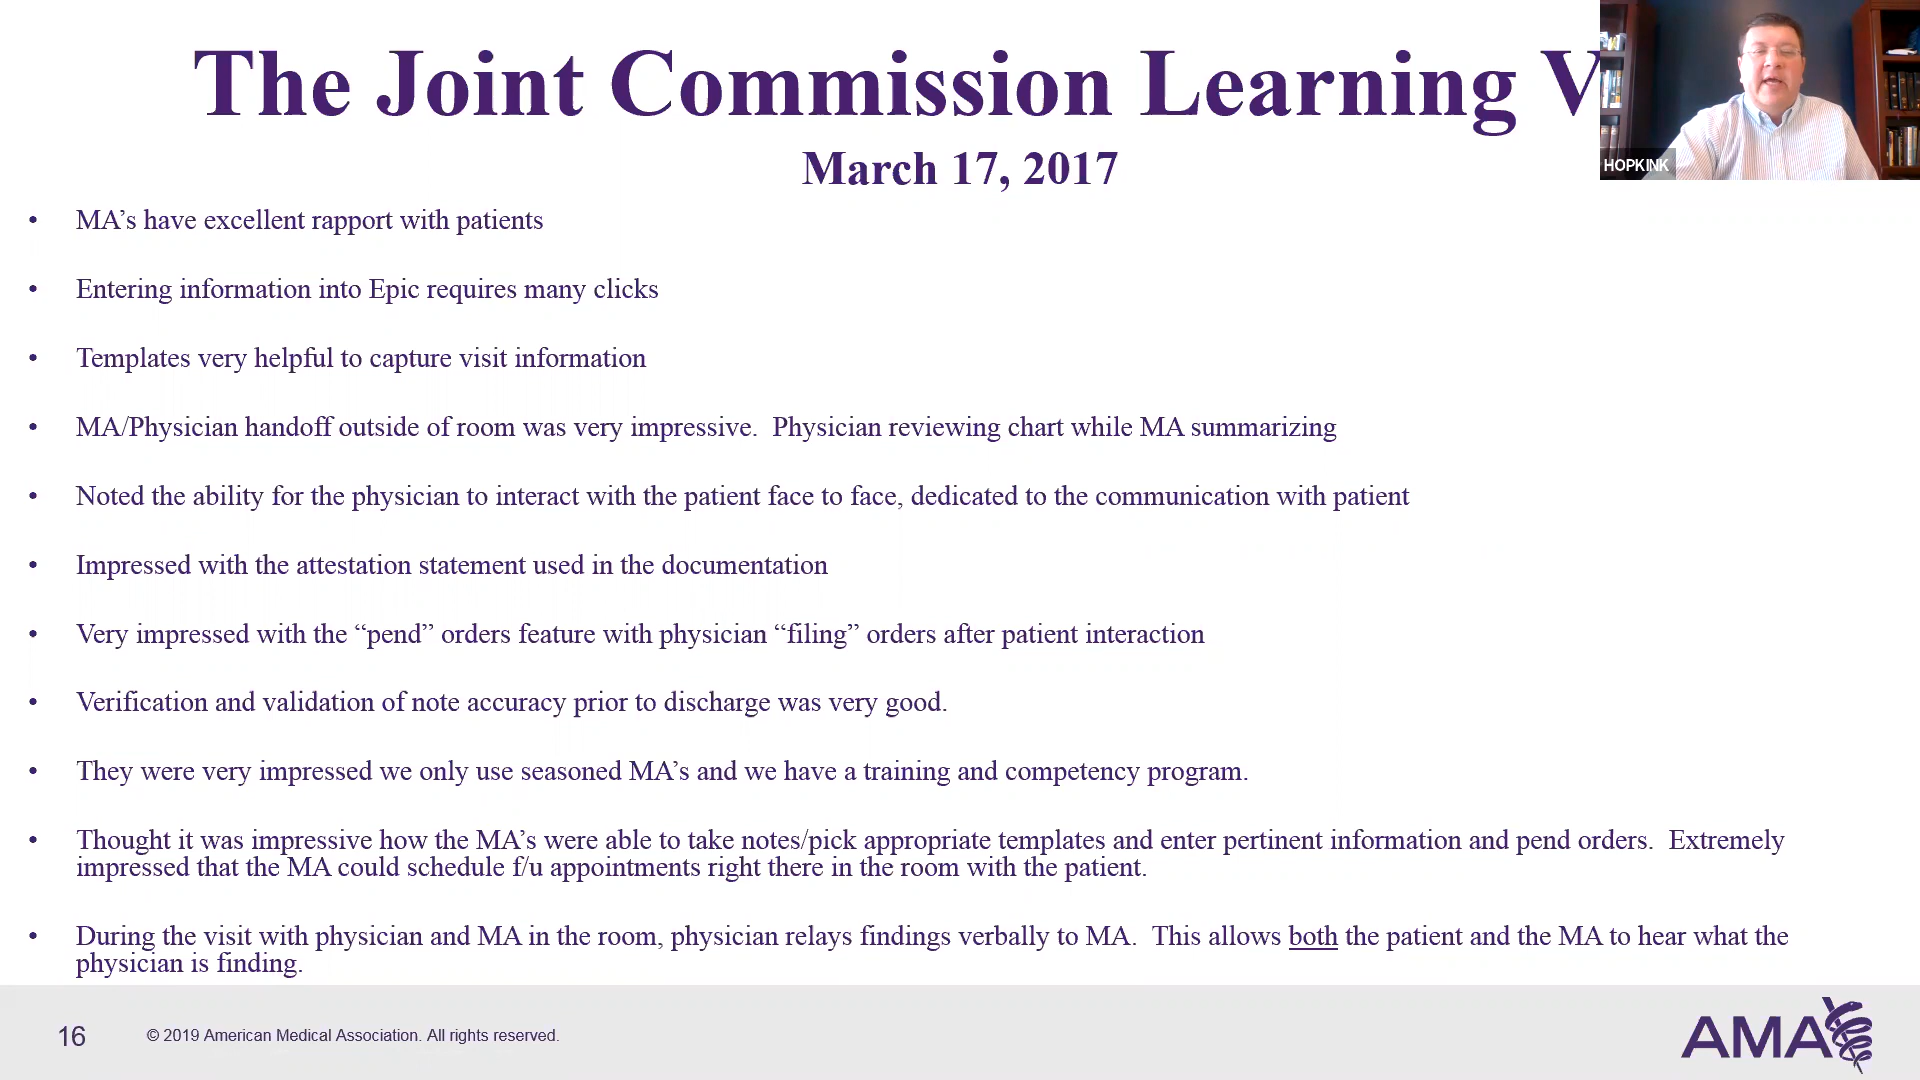 The Joint Commission Learning V
March 17, 2017
HOPKINK
• MA’s have excellent rapport with patients
• Entering information into Epic requires many clicks
• Templates very helpful to capture visit information
• MA/Physician handoff outside of room was very impressive.  Physician reviewing chart while MA summarizing
• Noted the ability for the physician to interact with the patient face to face, dedicated to the communication with patient
• Impressed with the attestation statement used in the documentation
• Very impressed with the “pend” orders feature with physician “filing” orders after patient interaction
• Verification and validation of note accuracy prior to discharge was very good.
• They were very impressed we only use seasoned MA’s and we have a training and competency program.
• Thought it was impressive how the MA’s were able to take notes/pick appropriate templates and enter pertinent information and pend orders.  Extremely
impressed that the MA could schedule f/u appointments right there in the room with the patient.
• During the visit with physician and MA in the room, physician relays findings verbally to MA.  This allows both the patient and the MA to hear what the
physician is finding.
16
© 2019 American Medical Association. All rights reserved.
AMA